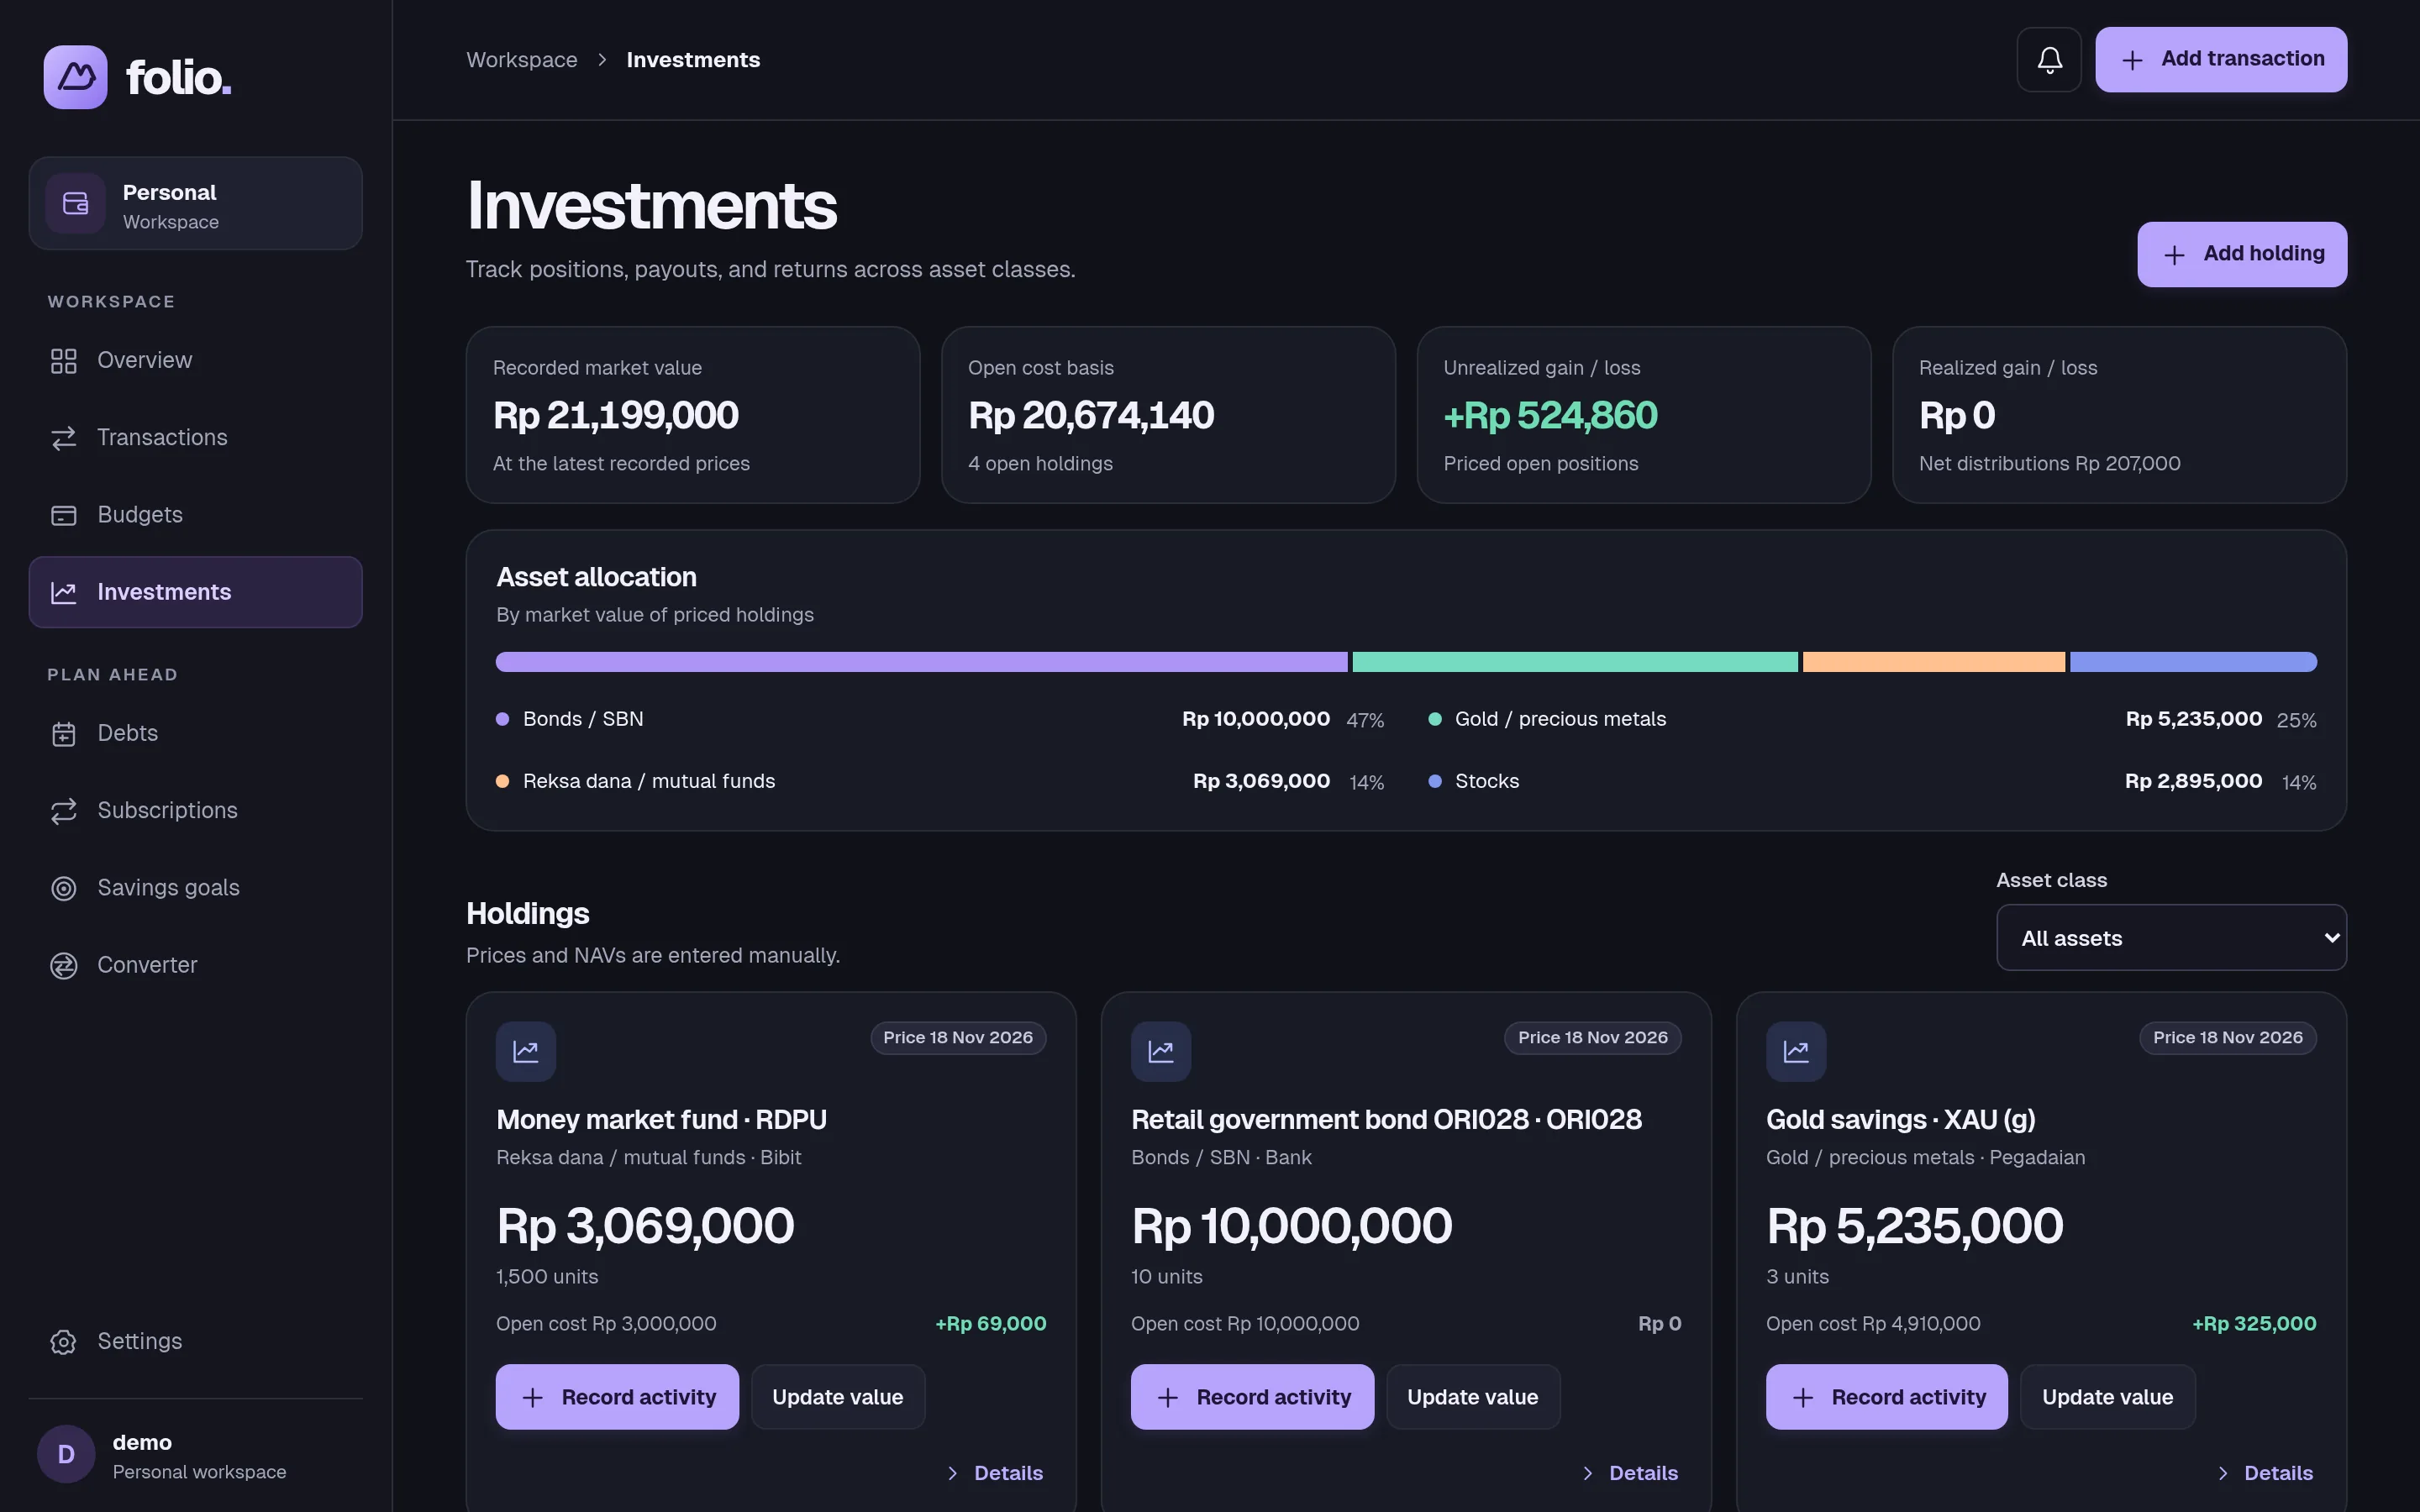 folio.
Personal
Workspace
WORKSPACE
Overview
Transactions
Budgets
Investments
PLAN AHEAD
Debts
Subscriptions
Savings goals
Converter
Settings
D
demo
Personal workspace
Workspace > Investments
Add transaction
Investments
Track positions, payouts, and returns across asset classes.
Add holding
Recorded market value
Rp 21,199,000
At the latest recorded prices
Open cost basis
Rp 20,674,140
4 open holdings
Unrealized gain / loss
+Rp 524,860
Priced open positions
Realized gain / loss
Rp 0
Net distributions Rp 207,000
Asset allocation
By market value of priced holdings
Bonds / SBN Rp 10,000,000 47%
Gold / precious metals Rp 5,235,000 25%
Reksa dana / mutual funds Rp 3,069,000 14%
Stocks Rp 2,895,000 14%
Holdings
Prices and NAVs are entered manually.
Asset class
All assets
Price 18 Nov 2026
Money market fund · RDPU
Reksa dana / mutual funds · Bibit
Rp 3,069,000
1,500 units
Open cost Rp 3,000,000 +Rp 69,000
Record activity Update value
Details
Price 18 Nov 2026
Retail government bond ORI028 · ORI028
Bonds / SBN · Bank
Rp 10,000,000
10 units
Open cost Rp 10,000,000 Rp 0
Record activity Update value
Details
Price 18 Nov 2026
Gold savings · XAU (g)
Gold / precious metals · Pegadaian
Rp 5,235,000
3 units
Open cost Rp 4,910,000 +Rp 325,000
Record activity Update value
Details